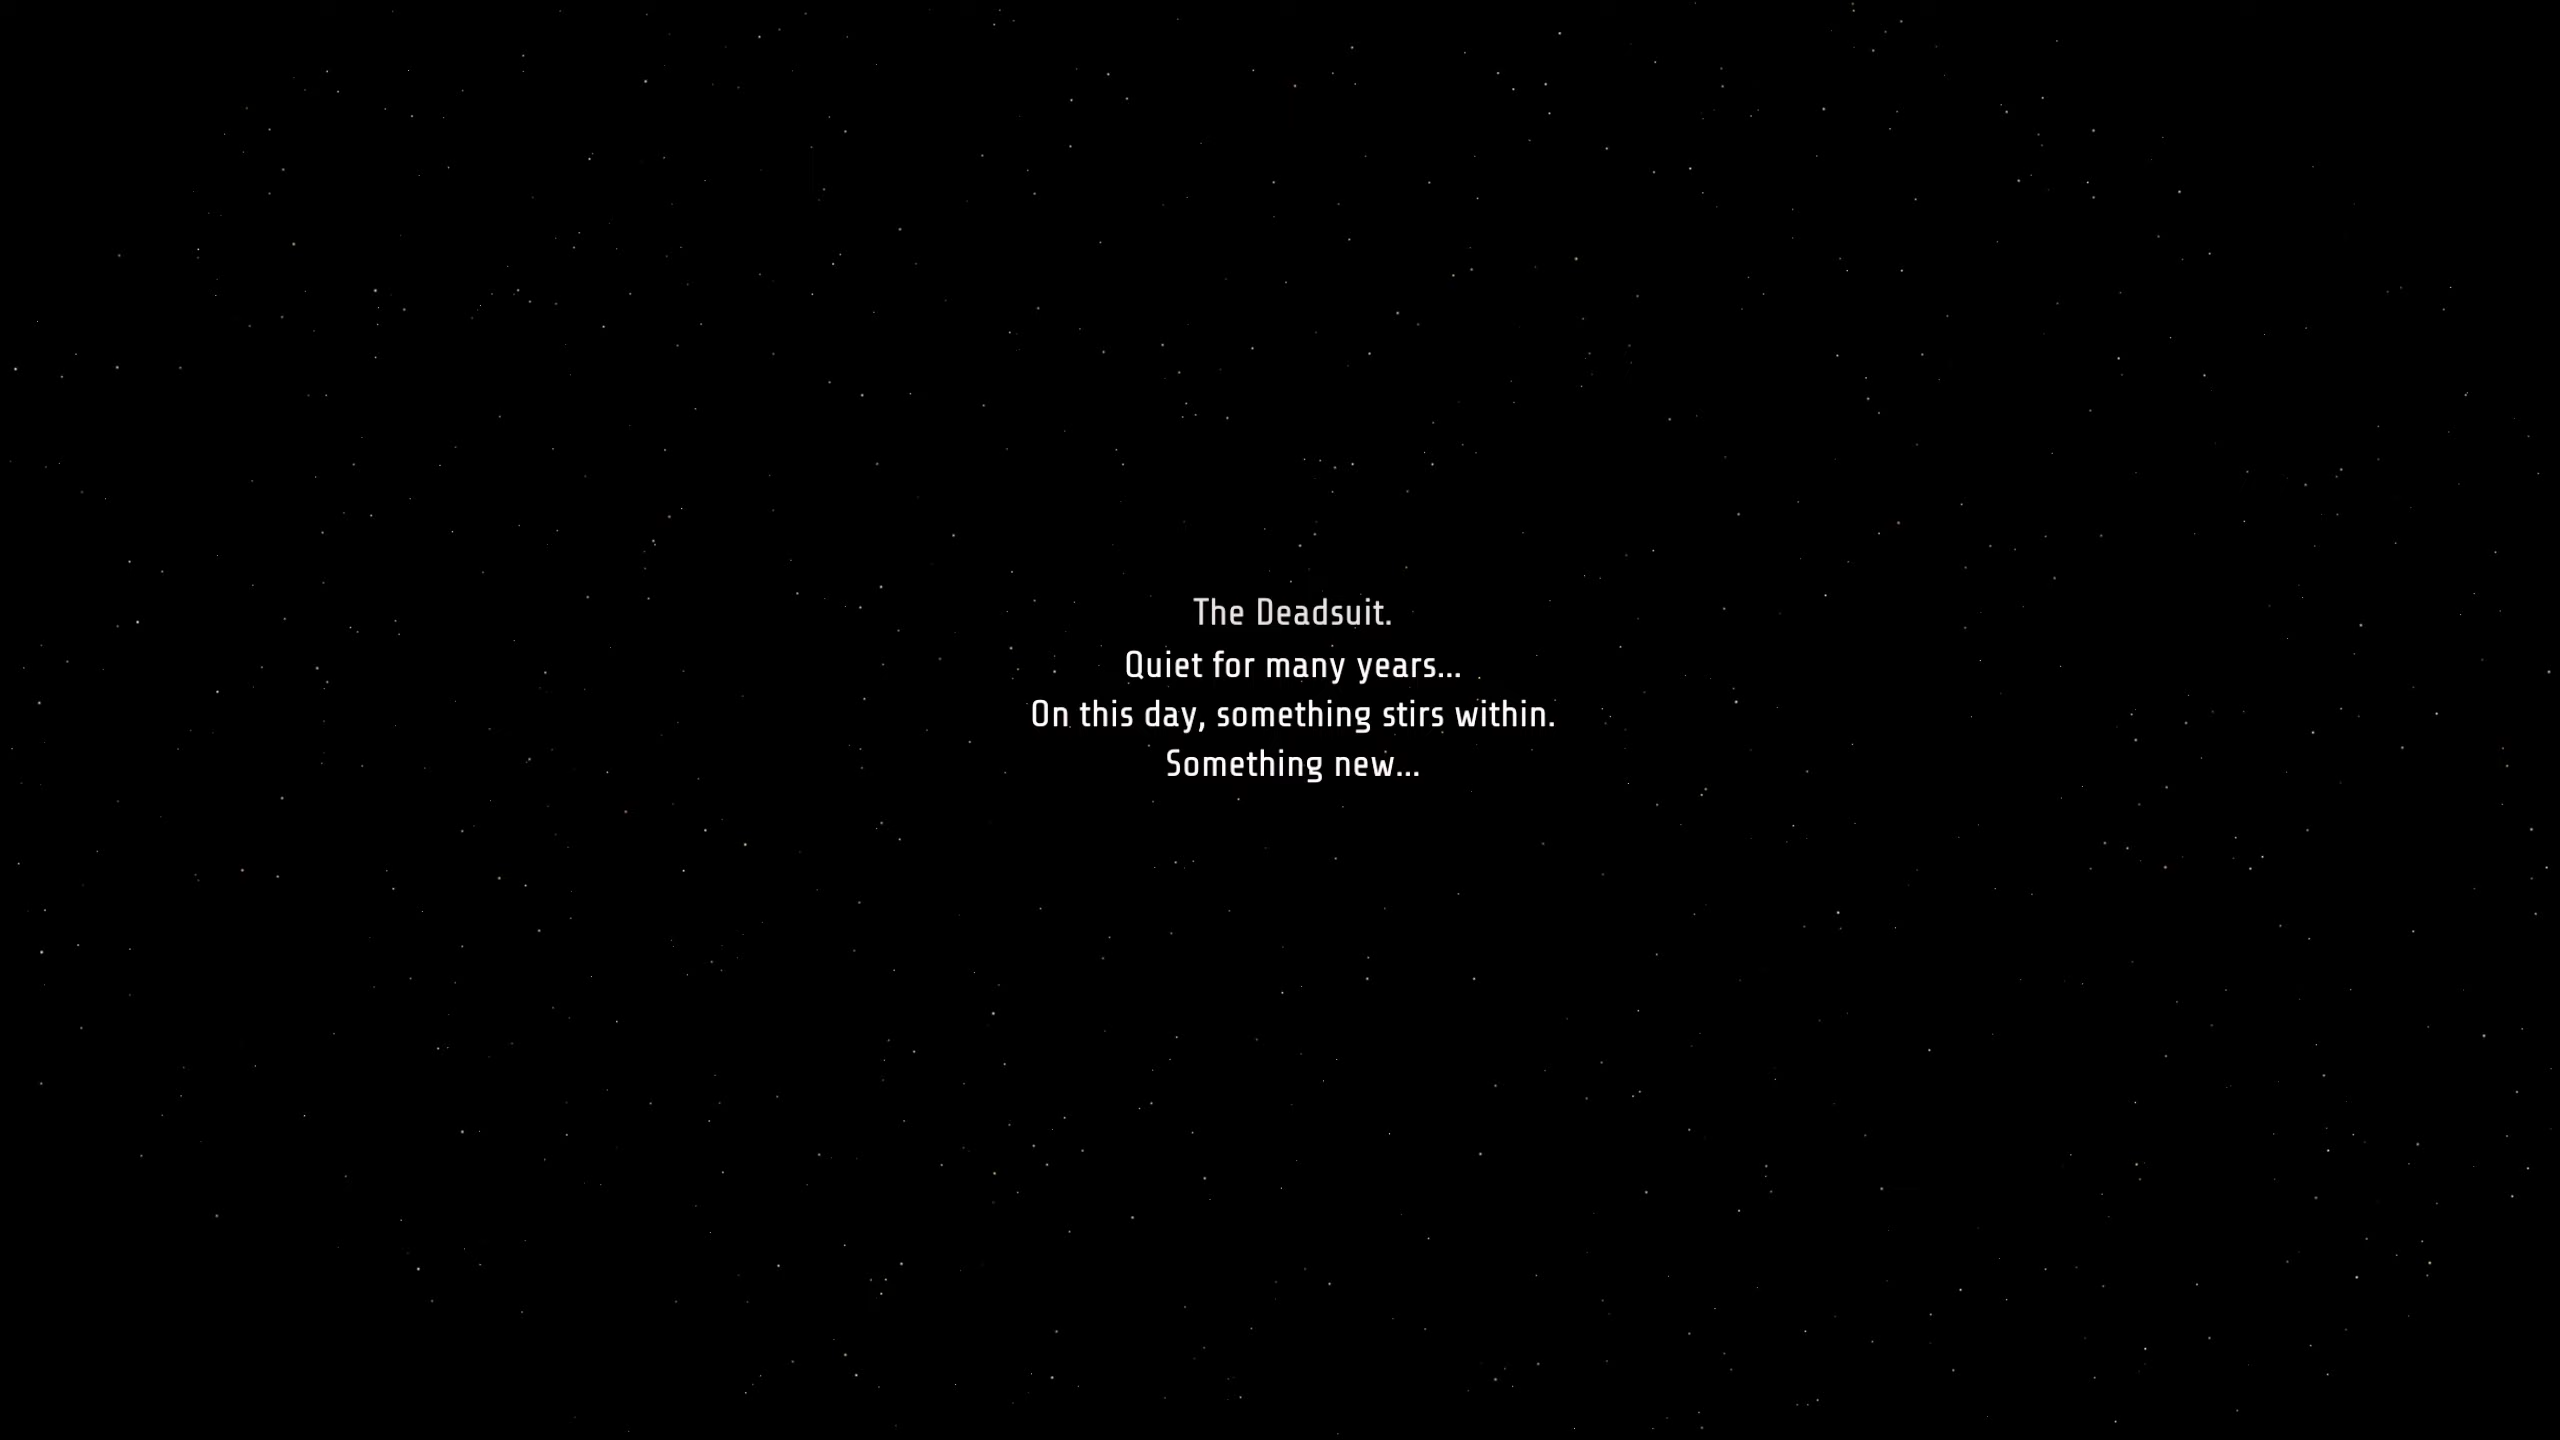 The Deadsuit.
Quiet for many years...
On this day, something stirs within.
Something new...